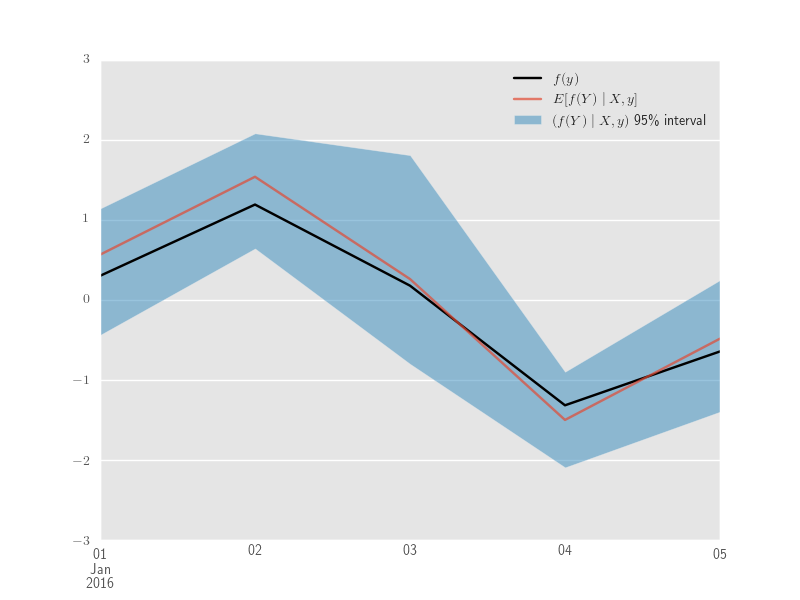 3
2
1
0
−1
−2
−3
f(y)
E[f(Y) | X, y]
(f(Y) | X, y) 95% interval
01 02 03 04 05
Jan
2016